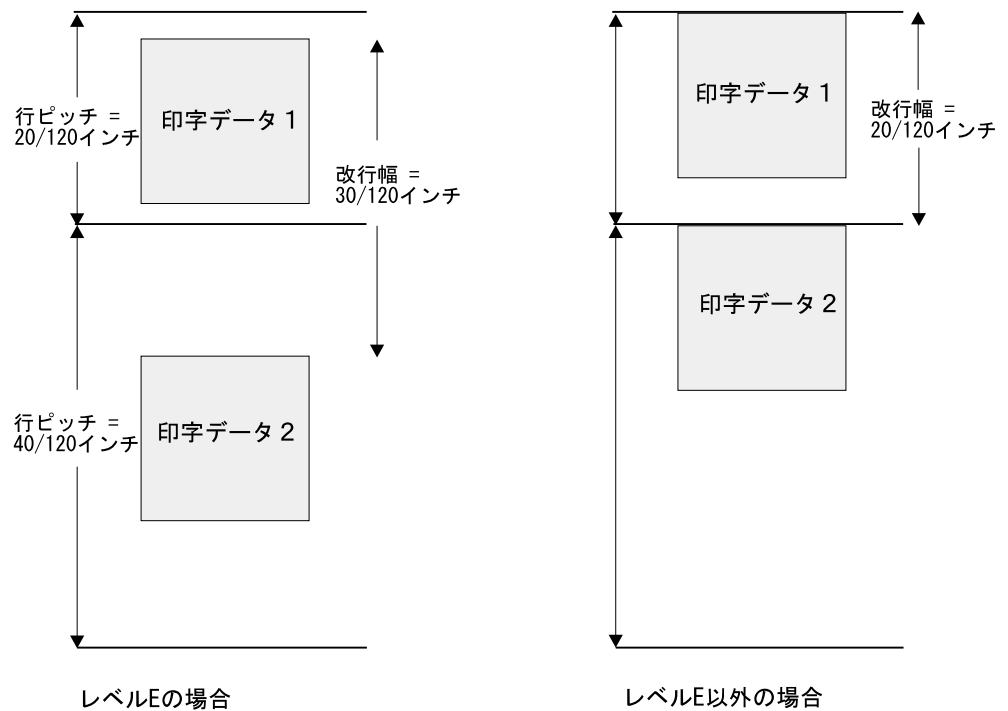 印字データ１
行ピッチ =
20/120インチ
改行幅 =
30/120インチ
行ピッチ =
40/120インチ
印字データ２
レベルEの場合
印字データ１
改行幅 =
20/120インチ
印字データ２
レベルE以外の場合